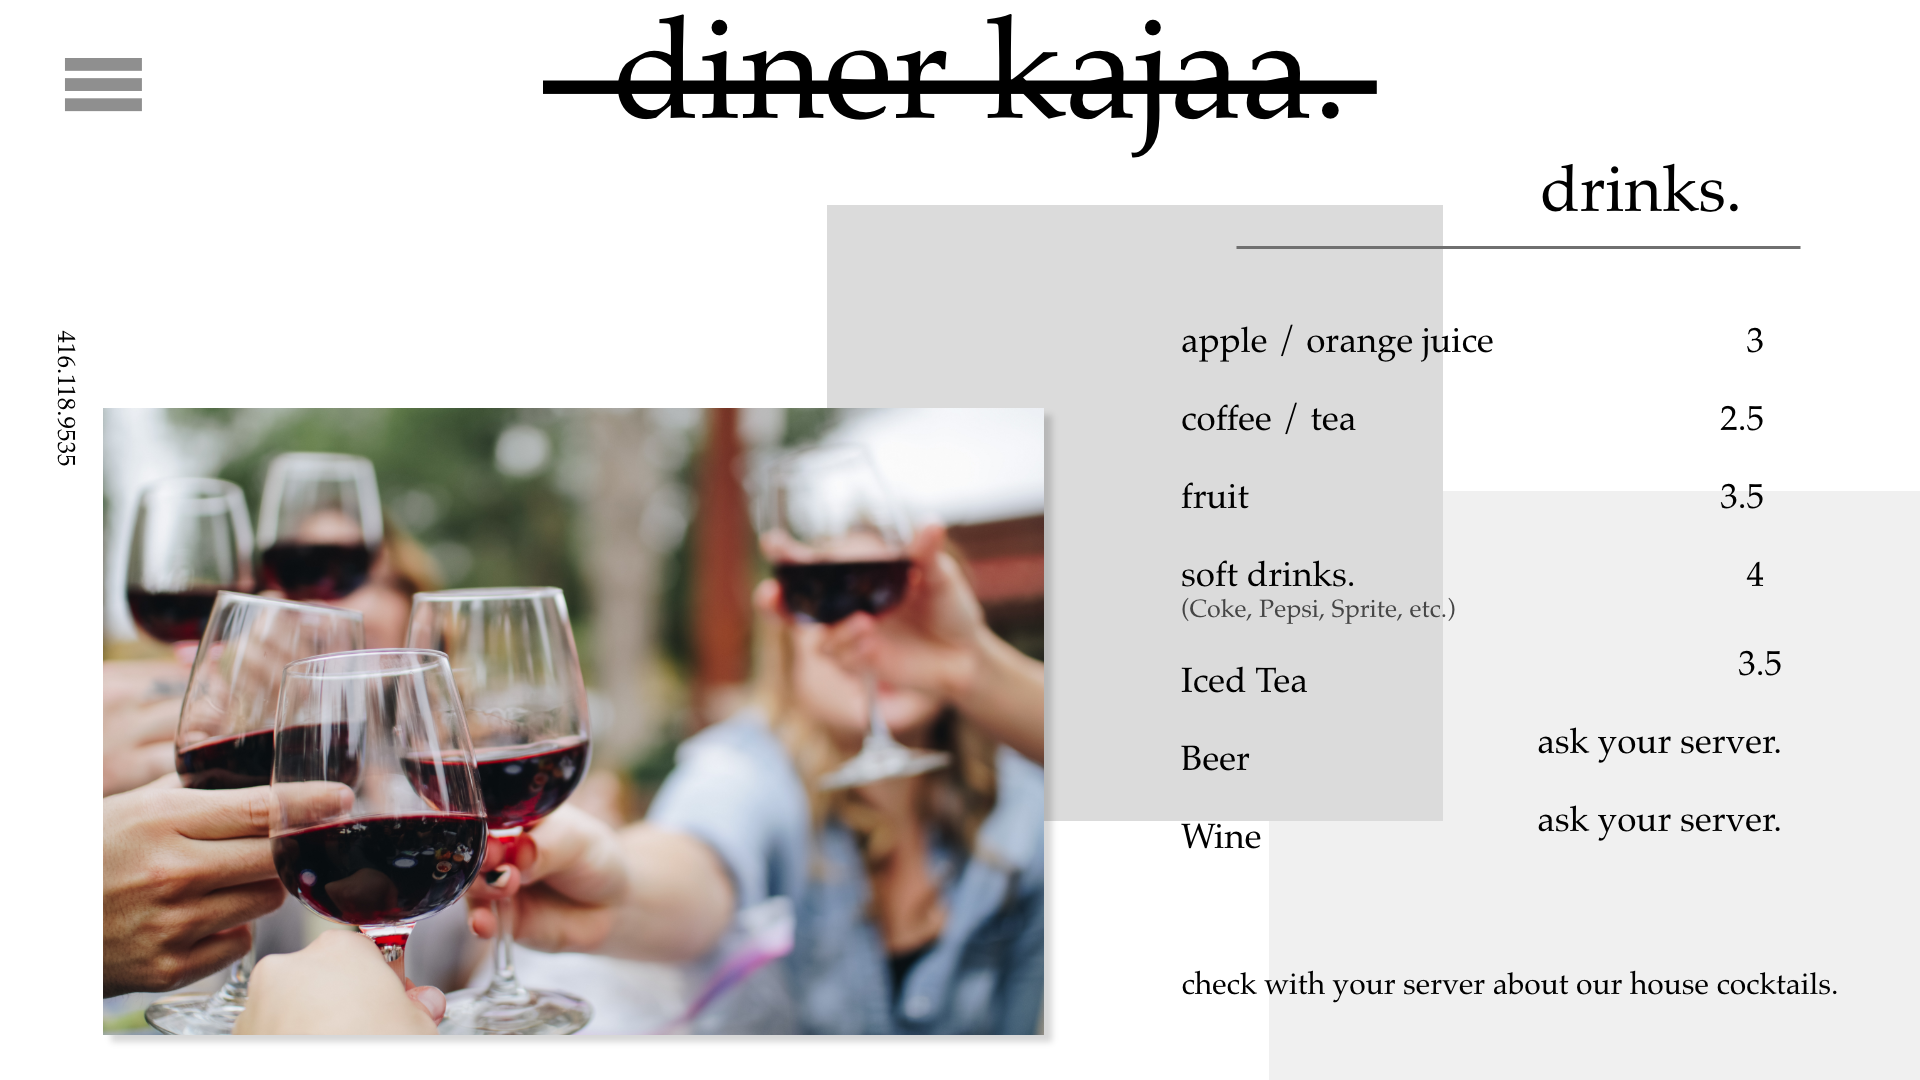 diner kajaa.
drinks.
416.118.9535
apple / orange juice 3
coffee / tea 2.5
fruit 3.5
soft drinks. 4
(Coke, Pepsi, Sprite, etc.)
Iced Tea 3.5
Beer ask your server.
Wine ask your server.
check with your server about our house cocktails.